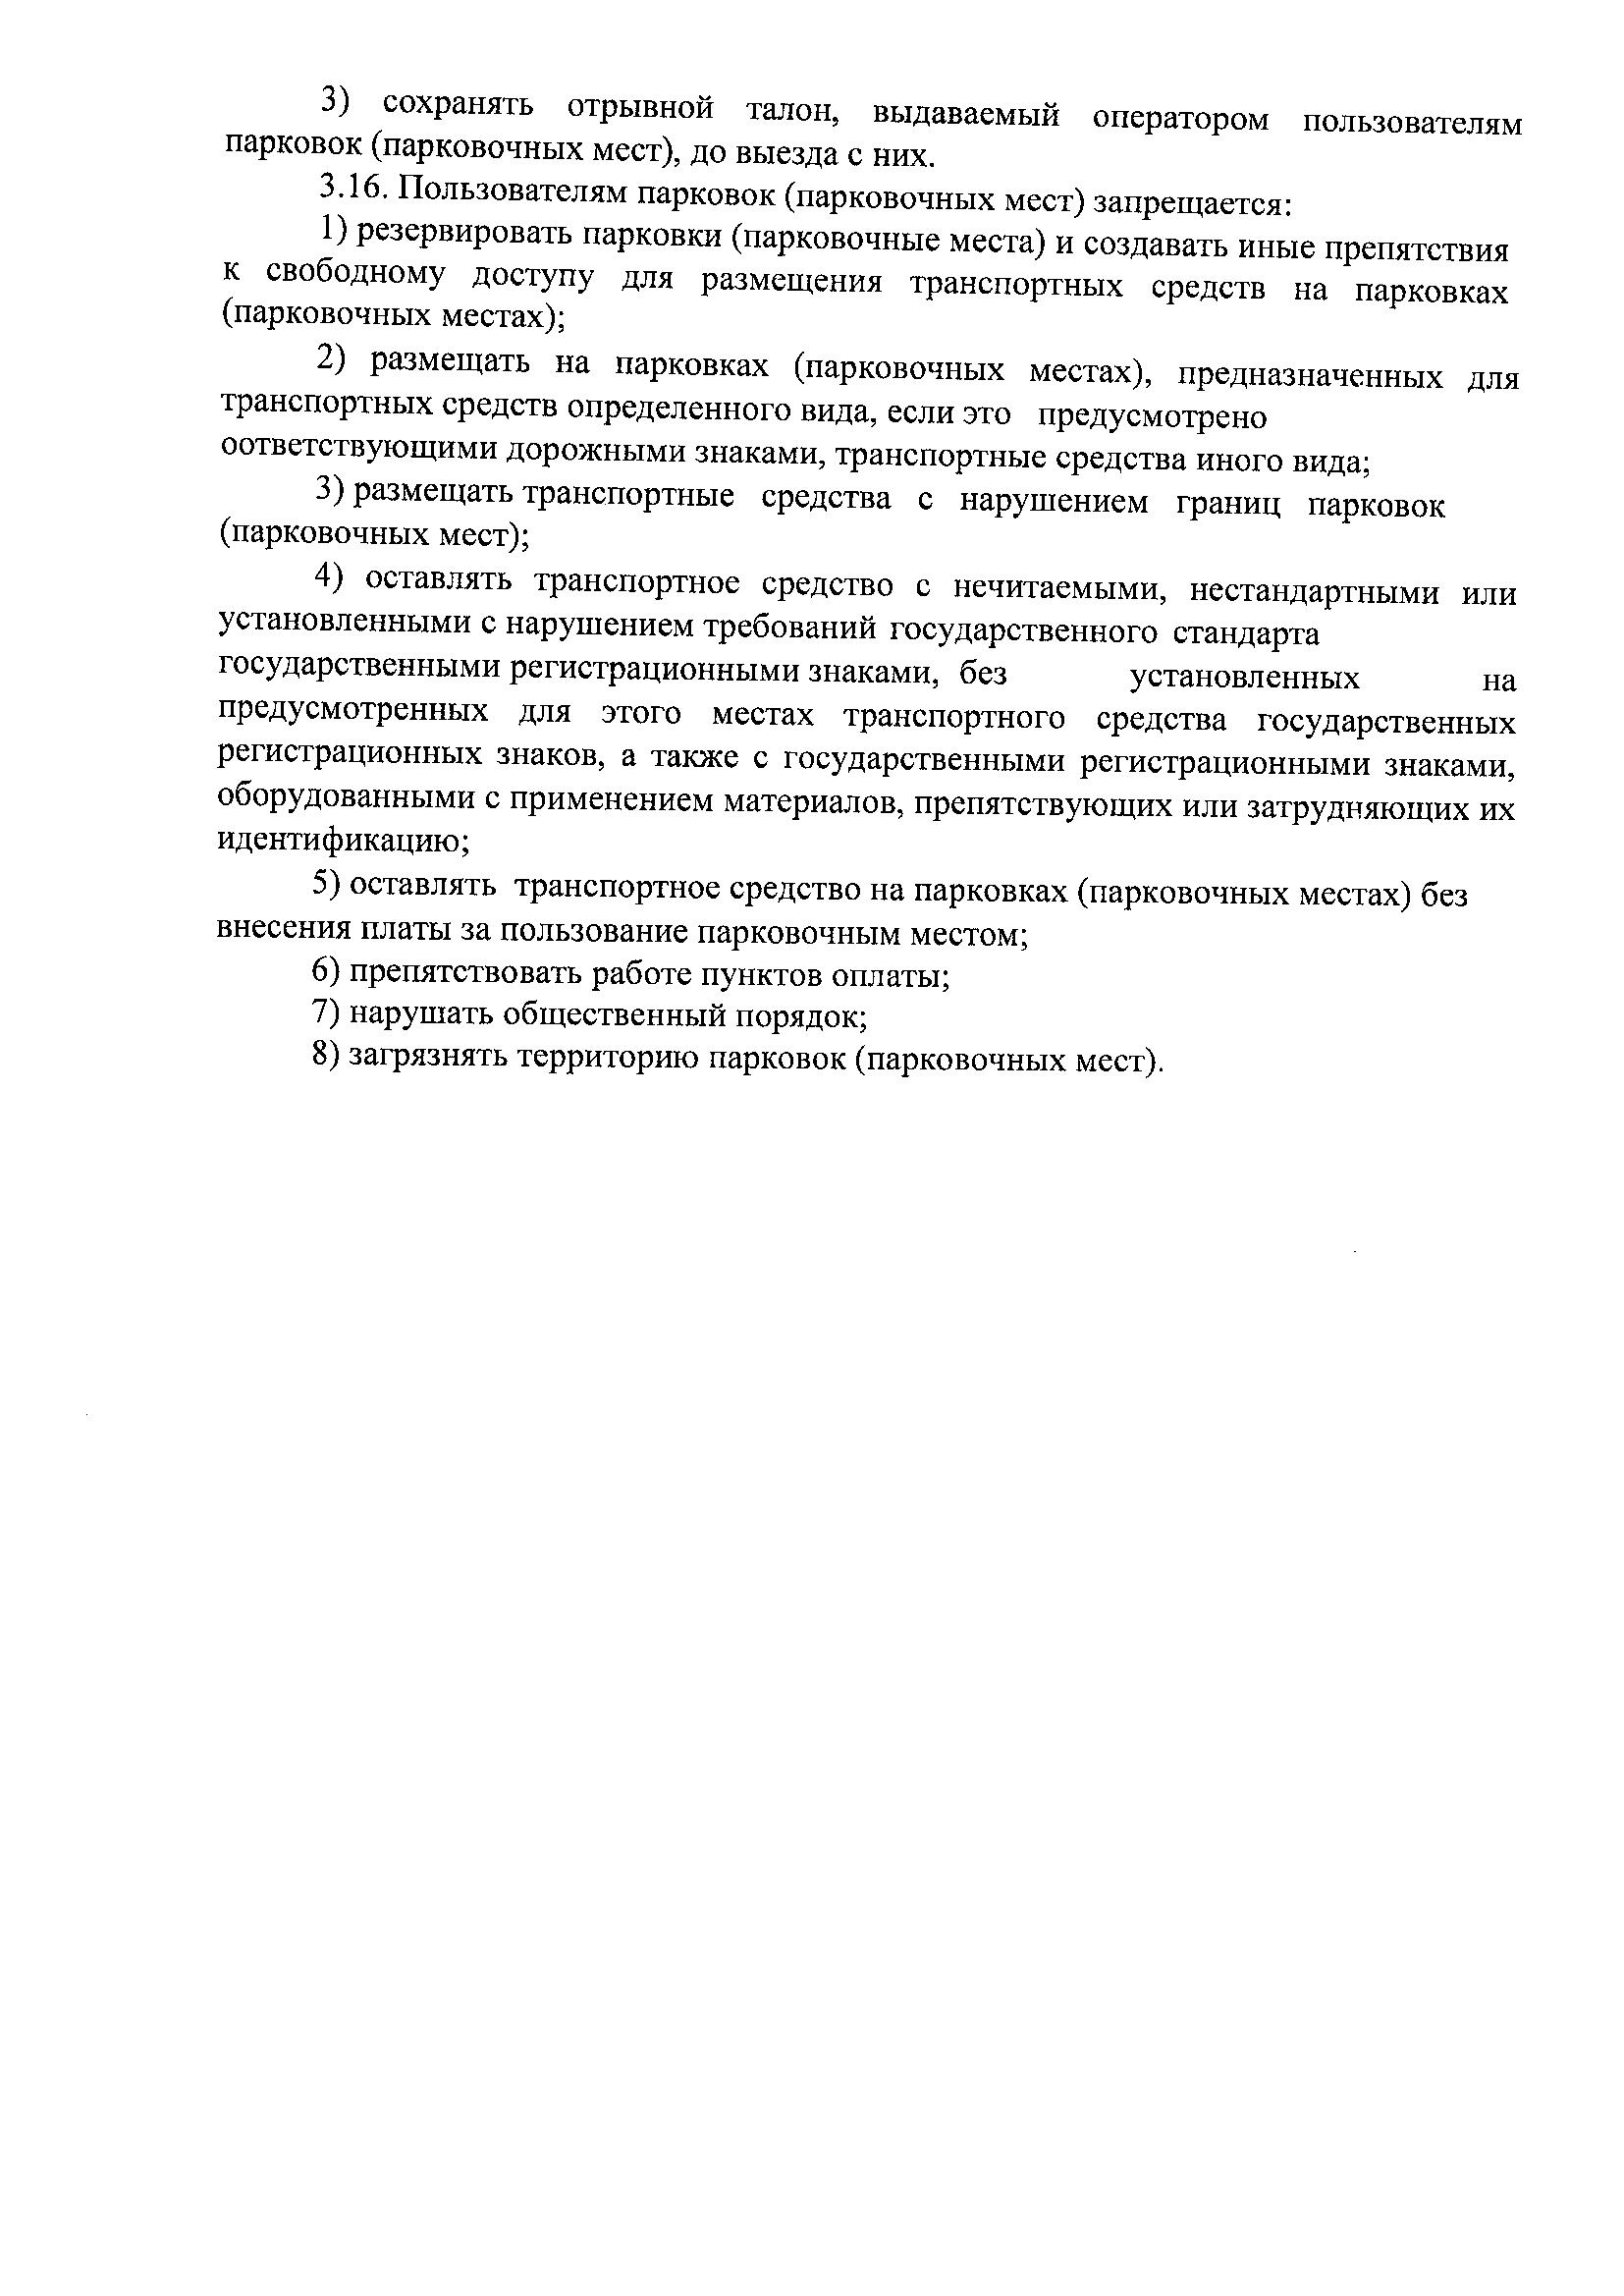 3) сохранять отрывной талон, выдаваемый оператором пользователям
парковок (парковочных мест), до выезда с них.
3.16. Пользователям парковок (парковочных мест) запрещается:
1) резервировать парковки (парковочные места) и создавать иные препятствия
к свободному доступу для размещения транспортных средств на парковках
(парковочных местах);
2) размещать на парковках (парковочных местах), предназначенных для
транспортных средств определенного вида, если это предусмотрено
оответствующими дорожными знаками, транспортные средства иного вида;
3) размещать транспортные средства с нарушением границ парковок
(парковочных мест);
4) оставлять транспортное средство с нечитаемыми, нестандартными или
установленными с нарушением требований государственного стандарта
государственными регистрационными знаками, без установленных на
предусмотренных для этого местах транспортного средства государственных
регистрационных знаков, а также с государственными регистрационными знаками,
оборудованными с применением материалов, препятствующих или затрудняющих их
идентификацию;
5) оставлять транспортное средство на парковках (парковочных местах) без
внесения платы за пользование парковочным местом;
6) препятствовать работе пунктов оплаты;
7) нарушать общественный порядок;
8) загрязнять территорию парковок (парковочных мест).